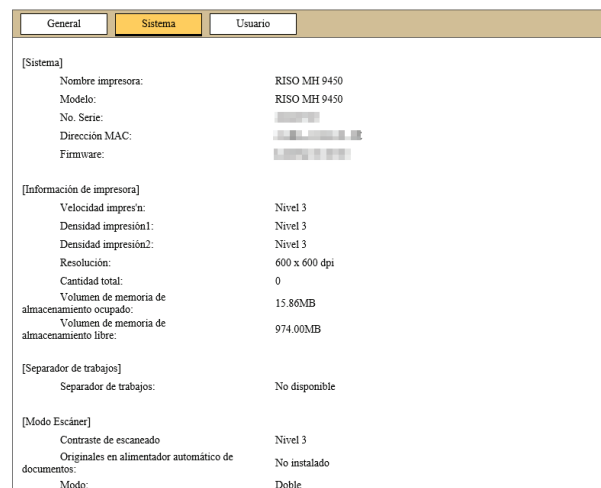 General Sistema Usuario
[Sistema]
Nombre impresora: RISO MH 9450
Modelo: RISO MH 9450
No. Serie:
Dirección MAC:
Firmware:
[Información de impresora]
Velocidad impres'n: Nivel 3
Densidad impresión1: Nivel 3
Densidad impresión2: Nivel 3
Resolución: 600 x 600 dpi
Cantidad total: 0
Volumen de memoria de
almacenamiento ocupado: 15.86MB
Volumen de memoria de
almacenamiento libre: 974.00MB
[Separador de trabajos]
Separador de trabajos: No disponible
[Modo Escáner]
Contraste de escaneado Nivel 3
Originales en alimentador automático de
documentos: No instalado
Modo: Doble